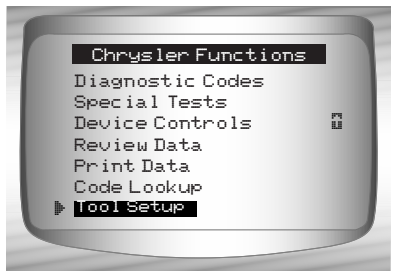 Chrysler Functions
Diagnostic Codes
Special Tests
Device Controls
Review Data
Print Data
Code Lookup
Tool Setup